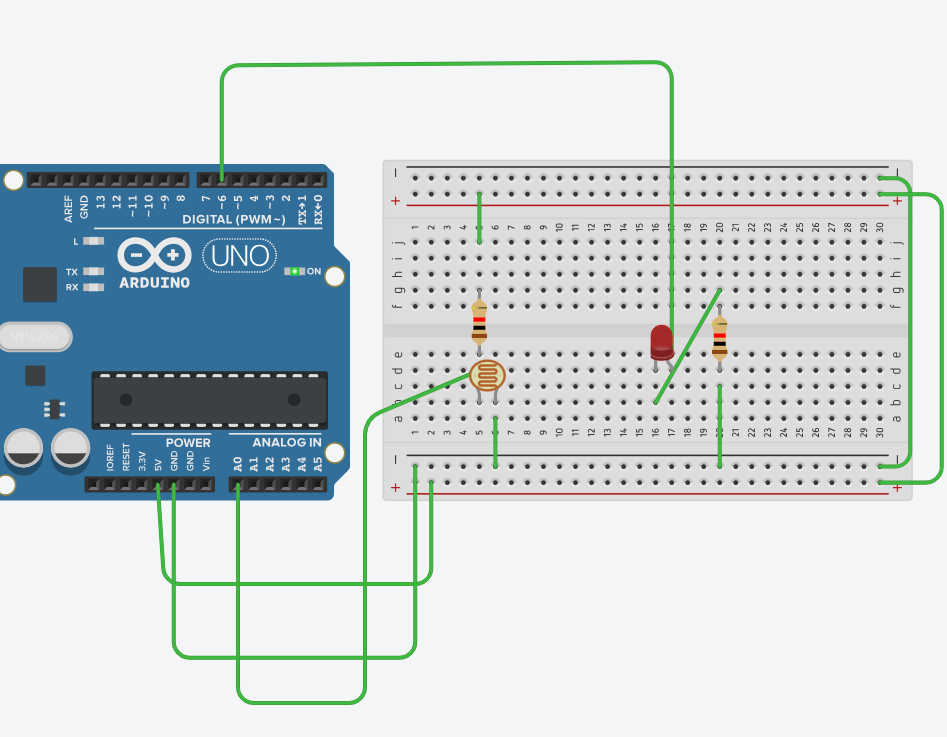 AREF
GND
13
12
~11
~10
~9
8
7
~6
~5
4
~3
2
TX→1
RX←0
DIGITAL (PWM~)
L
TX
RX
UNO
ON
ARDUINO
POWER
ANALOG IN
IOREF
RESET
3.3V
5V
GND
GND
Vin
A0
A1
A2
A3
A4
A5
− −
+ +
1 2 3 4 5 6 7 8 9 10 11 12 13 14 15 16 17 18 19 20 21 22 23 24 25 26 27 28 29 30
j j
i i
h h
g g
f f
e e
d d
c c
b b
a a
1 2 3 4 5 6 7 8 9 10 11 12 13 14 15 16 17 18 19 20 21 22 23 24 25 26 27 28 29 30
− −
+ +